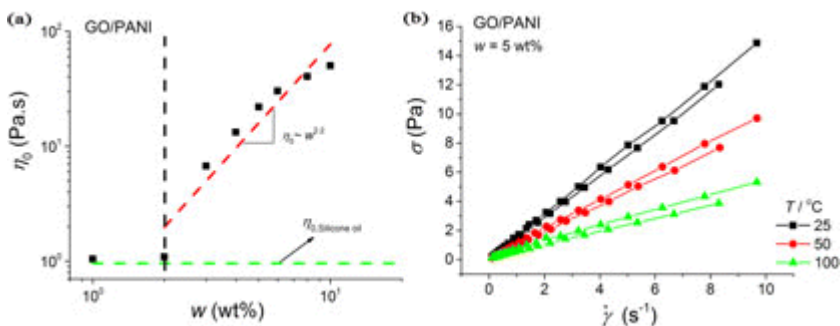 (a)
GO/PANI
10²
10¹
10⁰
η₀ (Pa.s)
η₀ ~ w²·²
η₀,Silicone oil
10⁰
10¹
w (wt%)
(b)
GO/PANI
w = 5 wt%
16
14
12
10
8
6
4
2
0
σ (Pa)
T / °C
25
50
100
0 2 4 6 8 10
γ̇ (s⁻¹)